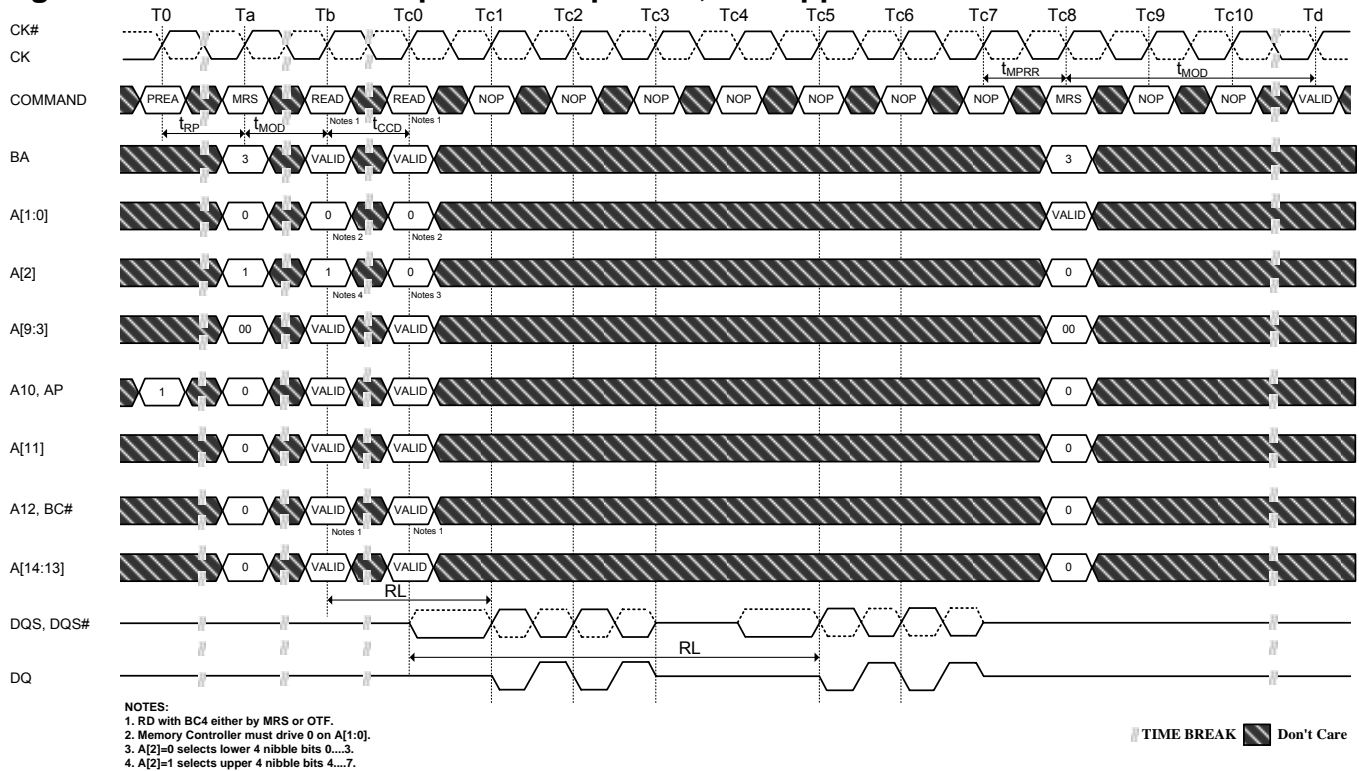 T0 Ta Tb Tc0 Tc1 Tc2 Tc3 Tc4 Tc5 Tc6 Tc7 Tc8 Tc9 Tc10 Td
CK#
CK
tMPRR tMOD
COMMAND PREA MRS READ READ NOP NOP NOP NOP NOP NOP NOP MRS NOP NOP VALID
Notes 1 Notes 1
tRP tMOD tCCD
BA 3 VALID VALID 3
A[1:0] 0 0 0 VALID
Notes 2 Notes 2
A[2] 1 1 0 0
Notes 4 Notes 3
A[9:3] 00 VALID VALID 00
A10, AP 1 0 VALID VALID 0
A[11] 0 VALID VALID 0
A12, BC# 0 VALID VALID 0
Notes 1 Notes 1
A[14:13] 0 VALID VALID 0
RL
DQS, DQS#
RL
DQ
NOTES:
1. RD with BC4 either by MRS or OTF.
2. Memory Controller must drive 0 on A[1:0].
3. A[2]=0 selects lower 4 nibble bits 0....3.
4. A[2]=1 selects upper 4 nibble bits 4....7.
TIME BREAK Don't Care